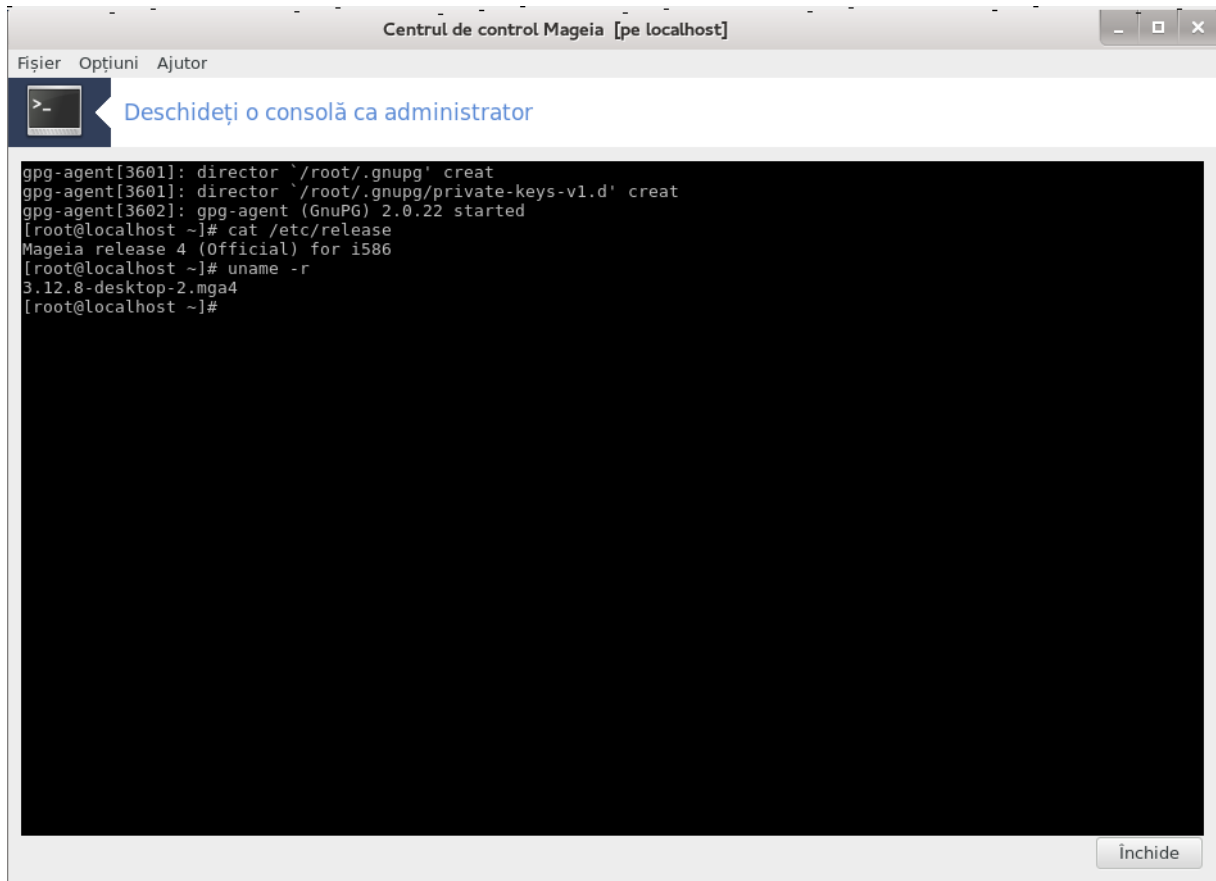 Centrul de control Mageia [pe localhost]
Fișier Opțiuni Ajutor
>_
Deschideți o consolă ca administrator
gpg-agent[3601]: director `/root/.gnupg' creat
gpg-agent[3601]: director `/root/.gnupg/private-keys-v1.d' creat
gpg-agent[3602]: gpg-agent (GnuPG) 2.0.22 started
[root@localhost ~]# cat /etc/release
Mageia release 4 (Official) for i586
[root@localhost ~]# uname -r
3.12.8-desktop-2.mga4
[root@localhost ~]#
Închide